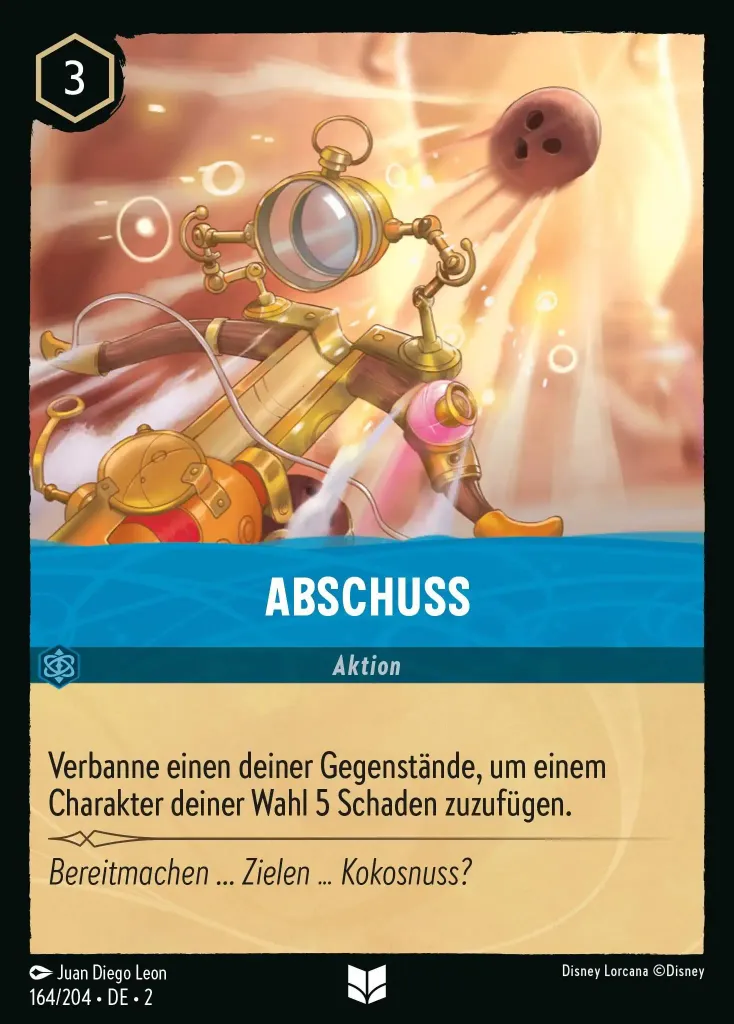 3
ABSCHUSS
Aktion
Verbanne einen deiner Gegenstände, um einem
Charakter deiner Wahl 5 Schaden zuzufügen.
Bereitmachen ... Zielen ... Kokosnuss?
Juan Diego Leon
Disney Lorcana ©Disney
164/204 • DE • 2